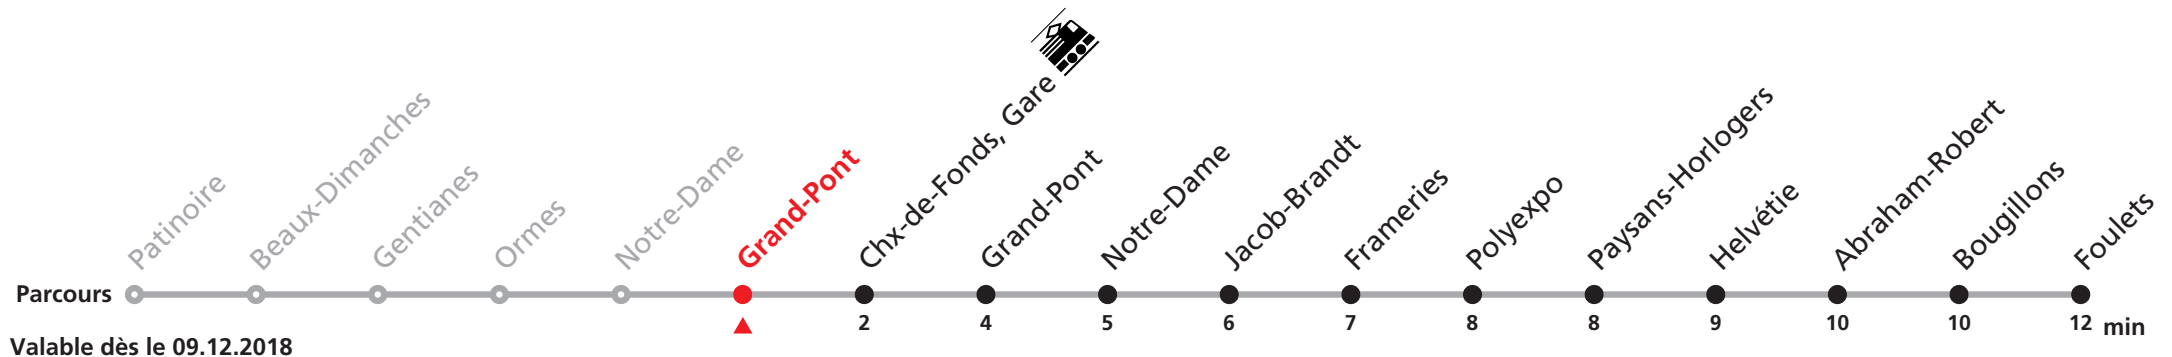 Patinoire
Beaux-Dimanches
Gentianes
Ormes
Notre-Dame
Grand-Pont
Chx-de-Fonds, Gare
Grand-Pont
Notre-Dame
Jacob-Brandt
Frameries
Polyexpo
Paysans-Horlogers
Helvétie
Abraham-Robert
Bougillons
Foulets
Parcours
2 4 5 6 7 8 8 9 10 10 12 min
Valable dès le 09.12.2018